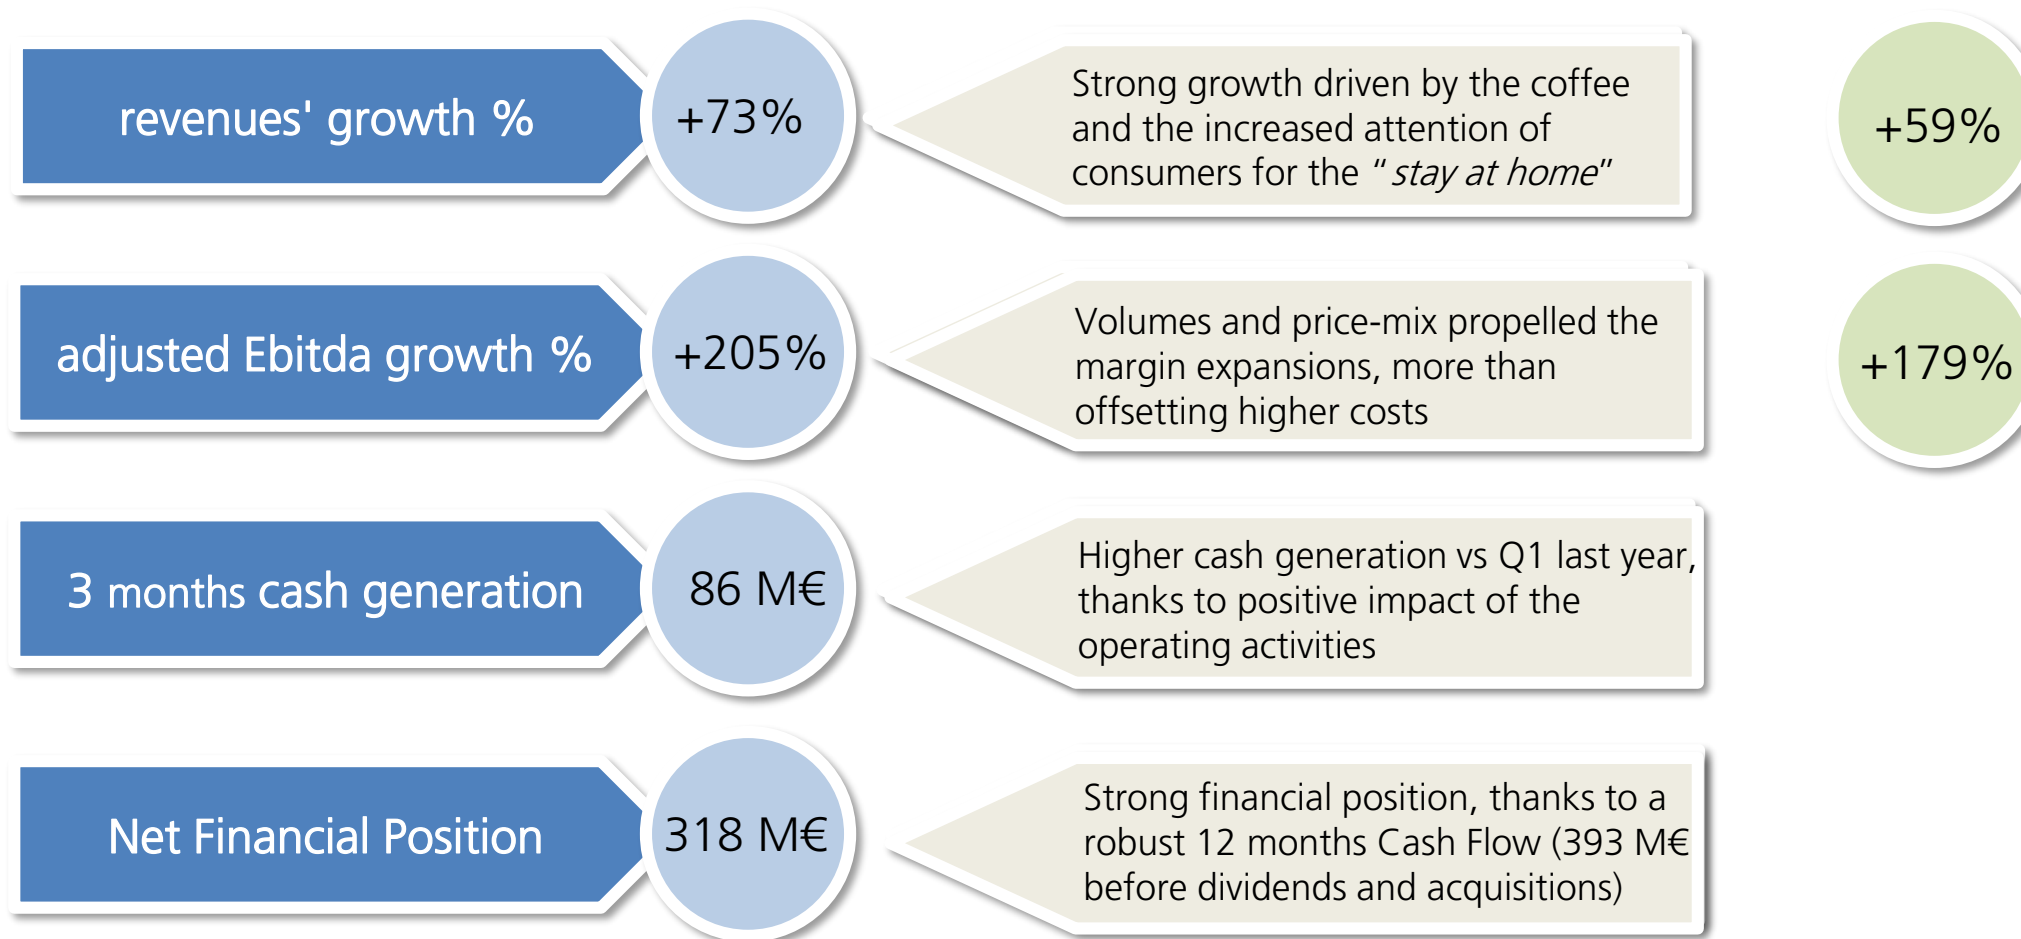 revenues' growth %
+73%
Strong growth driven by the coffee
and the increased attention of
consumers for the "stay at home"
+59%
adjusted Ebitda growth %
+205%
Volumes and price-mix propelled the
margin expansions, more than
offsetting higher costs
+179%
3 months cash generation
86 M€
Higher cash generation vs Q1 last year,
thanks to positive impact of the
operating activities
Net Financial Position
318 M€
Strong financial position, thanks to a
robust 12 months Cash Flow (393 M€
before dividends and acquisitions)